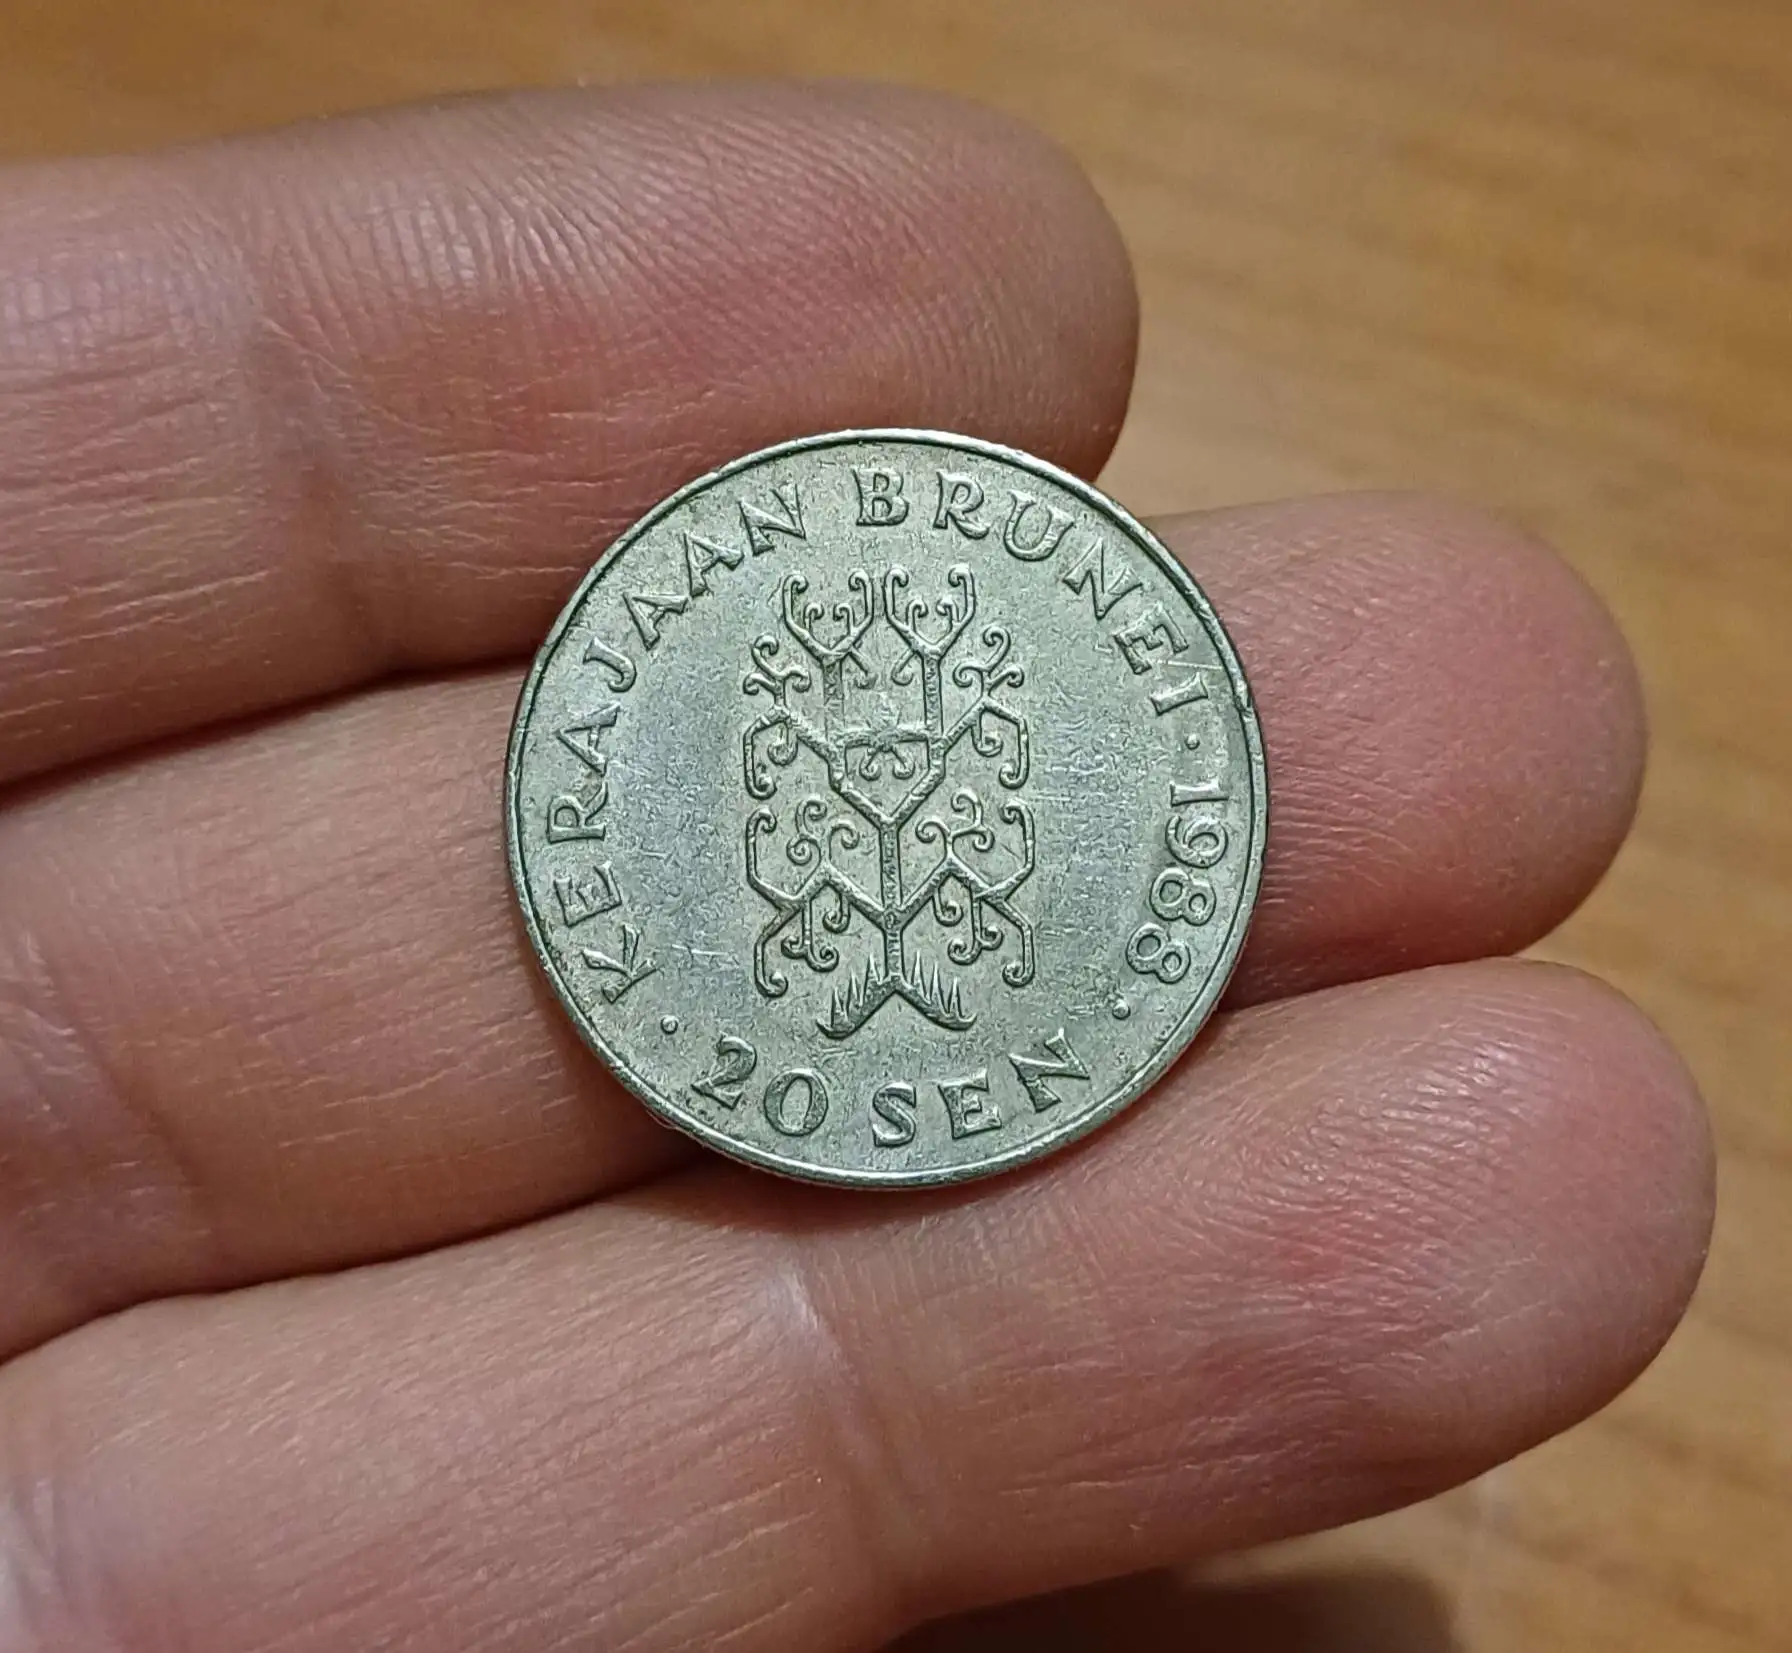 KERAJAAN BRUNEI · 1988 ·
20 SEN